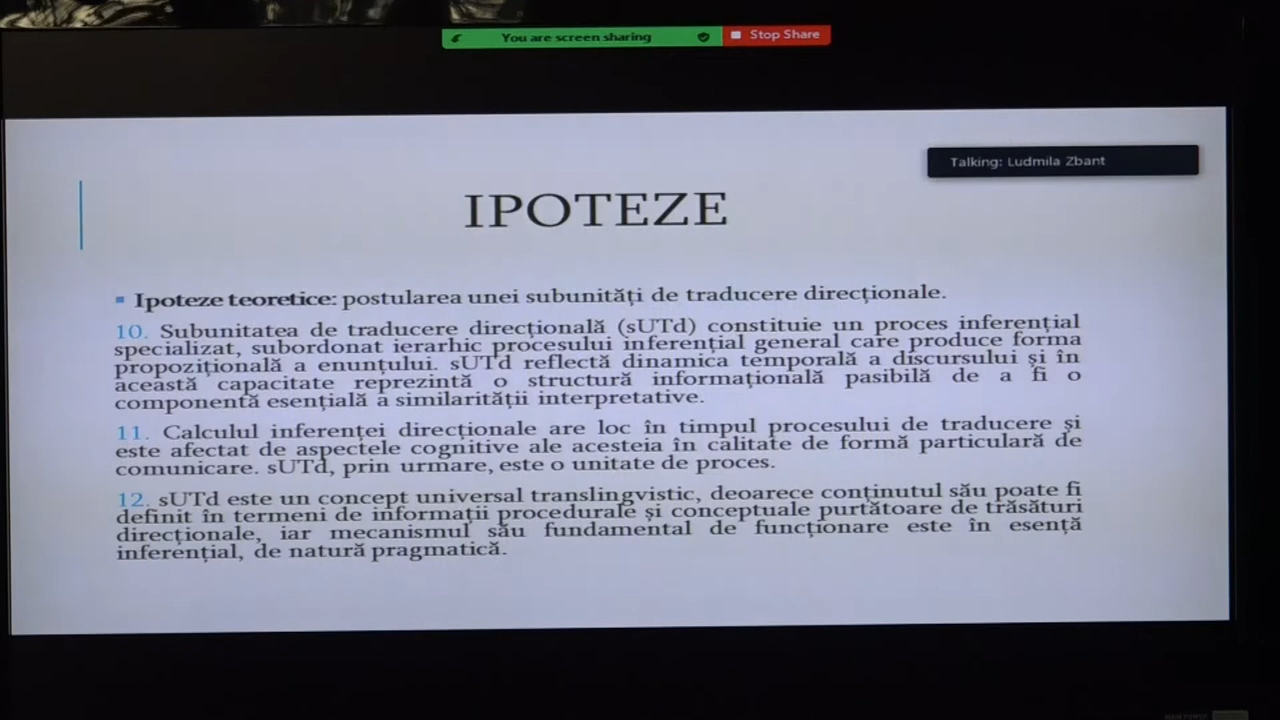 You are screen sharing
Stop Share
Talking: Ludmila Zbant
IPOTEZE
Ipoteze teoretice: postularea unei subunități de traducere direcționale.
10. Subunitatea de traducere direcțională (sUTd) constituie un proces inferențial
specializat, subordonat ierarhic procesului inferențial general care produce forma
propozițională a enunțului. sUTd reflectă dinamica temporală a discursului și în
această capacitate reprezintă o structură informațională pasibilă de a fi o
componentă esențială a similarității interpretative.
11. Calculul inferenței direcționale are loc în timpul procesului de traducere și
este afectat de aspectele cognitive ale acesteia în calitate de formă particulară de
comunicare. sUTd, prin urmare, este o unitate de proces.
12. sUTd este un concept universal translingvistic, deoarece conținutul său poate fi
definit în termeni de informații procedurale și conceptuale purtătoare de trăsături
direcționale, iar mecanismul său fundamental de funcționare este în esență
inferențial, de natură pragmatică.